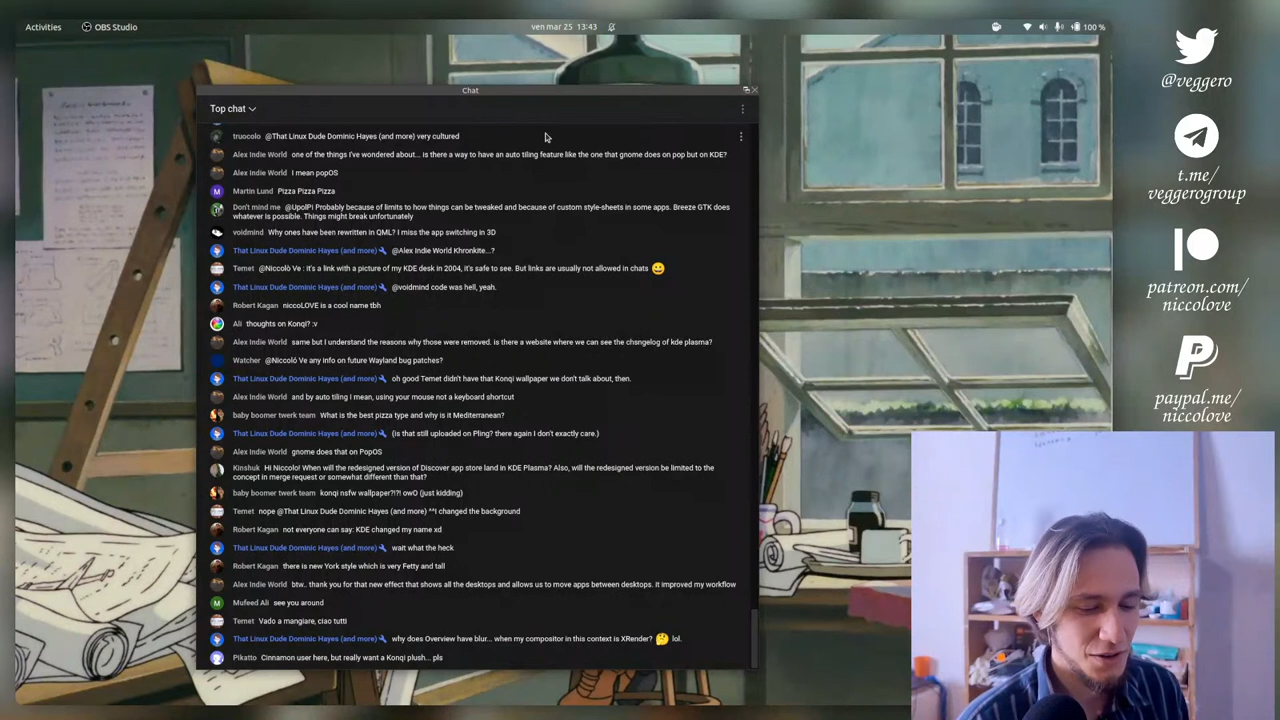 Activities
OBS Studio
ven mar 25 13:43
100 %
Chat
Top chat
truocolo @That Linux Dude Dominic Hayes (and more) very cultured
Alex Indie World one of the things I've wondered about... is there a way to have an auto tiling feature like the one that gnome does on pop but on KDE?
Alex Indie World I mean popOS
Martin Lund Pizza Pizza Pizza
Don't mind me @UpolPi Probably because of limits to how things can be tweaked and because of custom style-sheets in some apps. Breeze GTK does
whatever is possible. Things might break unfortunately
voidmind Why ones have been rewritten in QML? I miss the app switching in 3D
That Linux Dude Dominic Hayes (and more) @Alex Indie World Khronkite...?
Temet @Niccolò Ve : it's a link with a picture of my KDE desk in 2004, it's safe to see. But links are usually not allowed in chats 😀
That Linux Dude Dominic Hayes (and more) @voidmind code was hell, yeah.
Robert Kagan niccoLOVE is a cool name tbh
Ali thoughts on Konqi? :v
Alex Indie World same but I understand the reasons why those were removed. is there a website where we can see the chsngelog of kde plasma?
Watcher @Niccolò Ve any info on future Wayland bug patches?
That Linux Dude Dominic Hayes (and more) oh good Temet didn't have that Konqi wallpaper we don't talk about, then.
Alex Indie World and by auto tiling I mean, using your mouse not a keyboard shortcut
baby boomer twerk team What is the best pizza type and why is it Mediterranean?
That Linux Dude Dominic Hayes (and more) (is that still uploaded on Pling? there again I don't exactly care.)
Alex Indie World gnome does that on PopOS
Kinshuk Hi Niccolo! When will the redesigned version of Discover app store land in KDE Plasma? Also, will the redesigned version be limited to the
concept in merge request or somewhat different than that?
baby boomer twerk team konqi nsfw wallpaper?!?! owO (just kidding)
Temet nope @That Linux Dude Dominic Hayes (and more) ^^I changed the background
Robert Kagan not everyone can say: KDE changed my name xd
That Linux Dude Dominic Hayes (and more) wait what the heck
Robert Kagan there is new York style which is very Fetty and tall
Alex Indie World btw.. thank you for that new effect that shows all the desktops and allows us to move apps between desktops. It improved my workflow
Mufeed Ali see you around
Temet Vado a mangiare, ciao tutti
That Linux Dude Dominic Hayes (and more) why does Overview have blur... when my compositor in this context is XRender? 🤔 lol.
Pikatto Cinnamon user here, but really want a Konqi plush... pls
@veggero
t.me/
veggerogroup
patreon.com/
niccolove
paypal.me/
niccolove